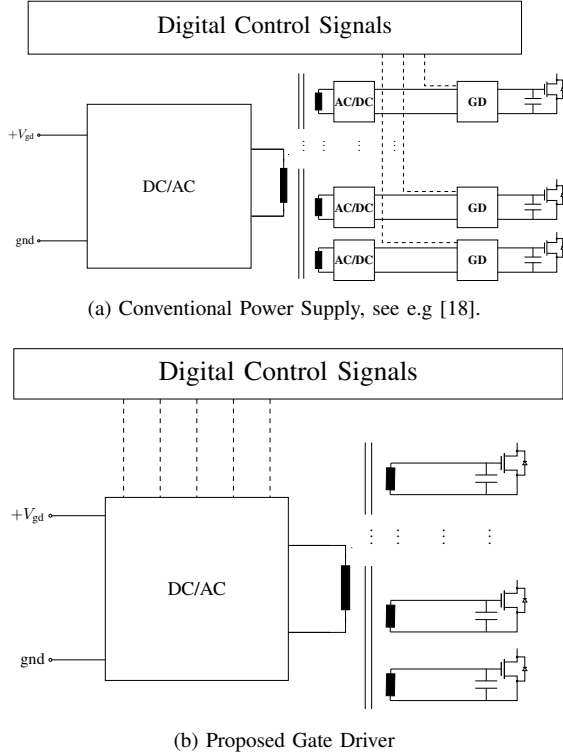 Digital Control Signals
AC/DC GD
+Vgd
DC/AC
AC/DC GD
gnd
AC/DC GD
(a) Conventional Power Supply, see e.g [18].
Digital Control Signals
+Vgd
DC/AC
gnd
(b) Proposed Gate Driver